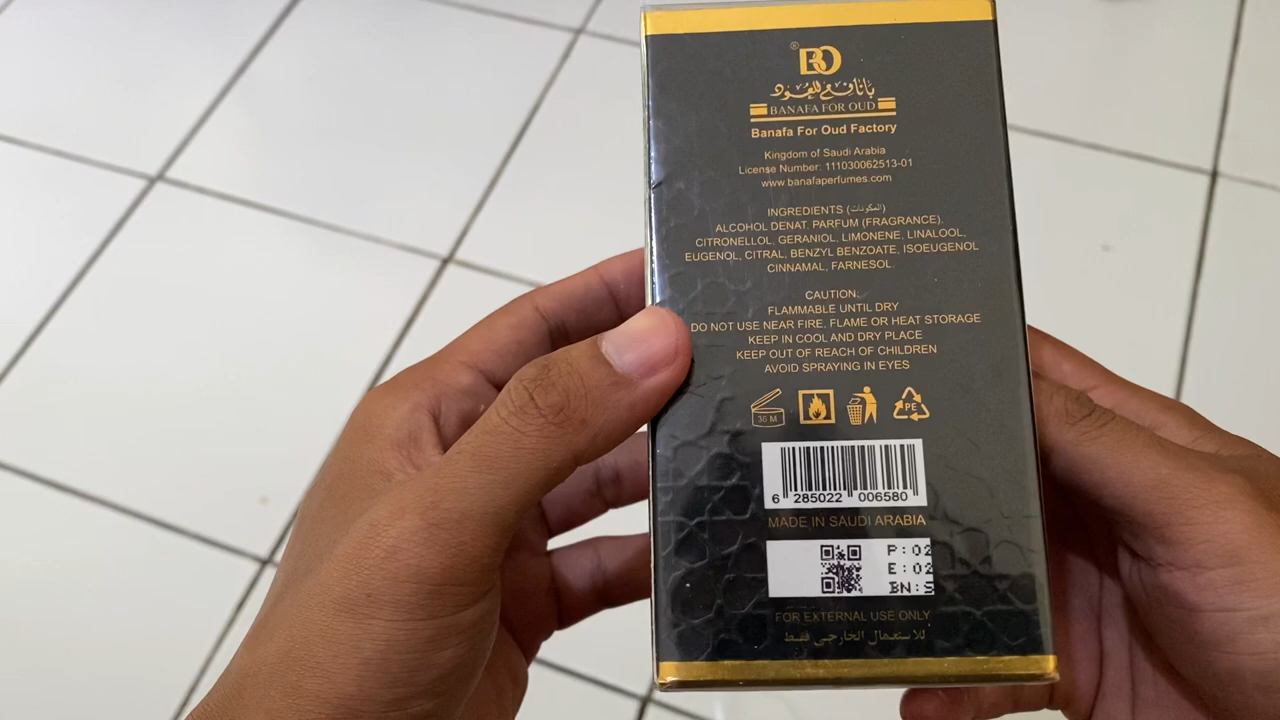 ® BO
بانافع للعود
BANAFA FOR OUD
Banafa For Oud Factory
Kingdom of Saudi Arabia
License Number: 111030062513-01
www.banafaperfumes.com
INGREDIENTS (المكونات)
ALCOHOL DENAT. PARFUM (FRAGRANCE).
CITRONELLOL, GERANIOL, LIMONENE, LINALOOL,
EUGENOL, CITRAL, BENZYL BENZOATE, ISOEUGENOL
CINNAMAL, FARNESOL.
CAUTION:
FLAMMABLE UNTIL DRY
DO NOT USE NEAR FIRE, FLAME OR HEAT STORAGE
KEEP IN COOL AND DRY PLACE
KEEP OUT OF REACH OF CHILDREN
AVOID SPRAYING IN EYES
36 M
PE
6 285022 006580
MADE IN SAUDI ARABIA
P:02
E:02
BN:S
FOR EXTERNAL USE ONLY
للاستعمال الخارجي فقط